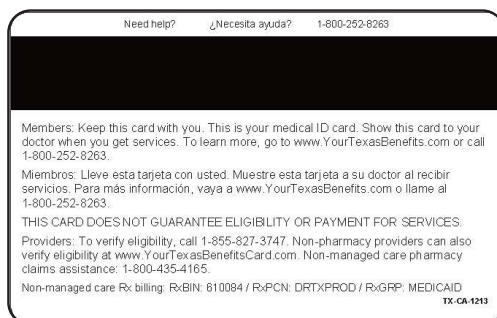 Need help? ¿Necesita ayuda? 1-800-252-8263
Members: Keep this card with you. This is your medical ID card. Show this card to your
doctor when you get services. To learn more, go to www.YourTexasBenefits.com or call
1-800-252-8263.
Miembros: Lleve esta tarjeta con usted. Muestre esta tarjeta a su doctor al recibir
servicios. Para más información, vaya a www.YourTexasBenefits.com o llame al
1-800-252-8263.
THIS CARD DOES NOT GUARANTEE ELIGIBILITY OR PAYMENT FOR SERVICES.
Providers: To verify eligibility, call 1-855-827-3747. Non-pharmacy providers can also
verify eligibility at www.YourTexasBenefitsCard.com. Non-managed care pharmacy
claims assistance: 1-800-435-4165.
Non-managed care Rx billing: RxBIN: 610084 / RxPCN: DRTXPROD / RxGRP: MEDICAID
TX-CA-1213